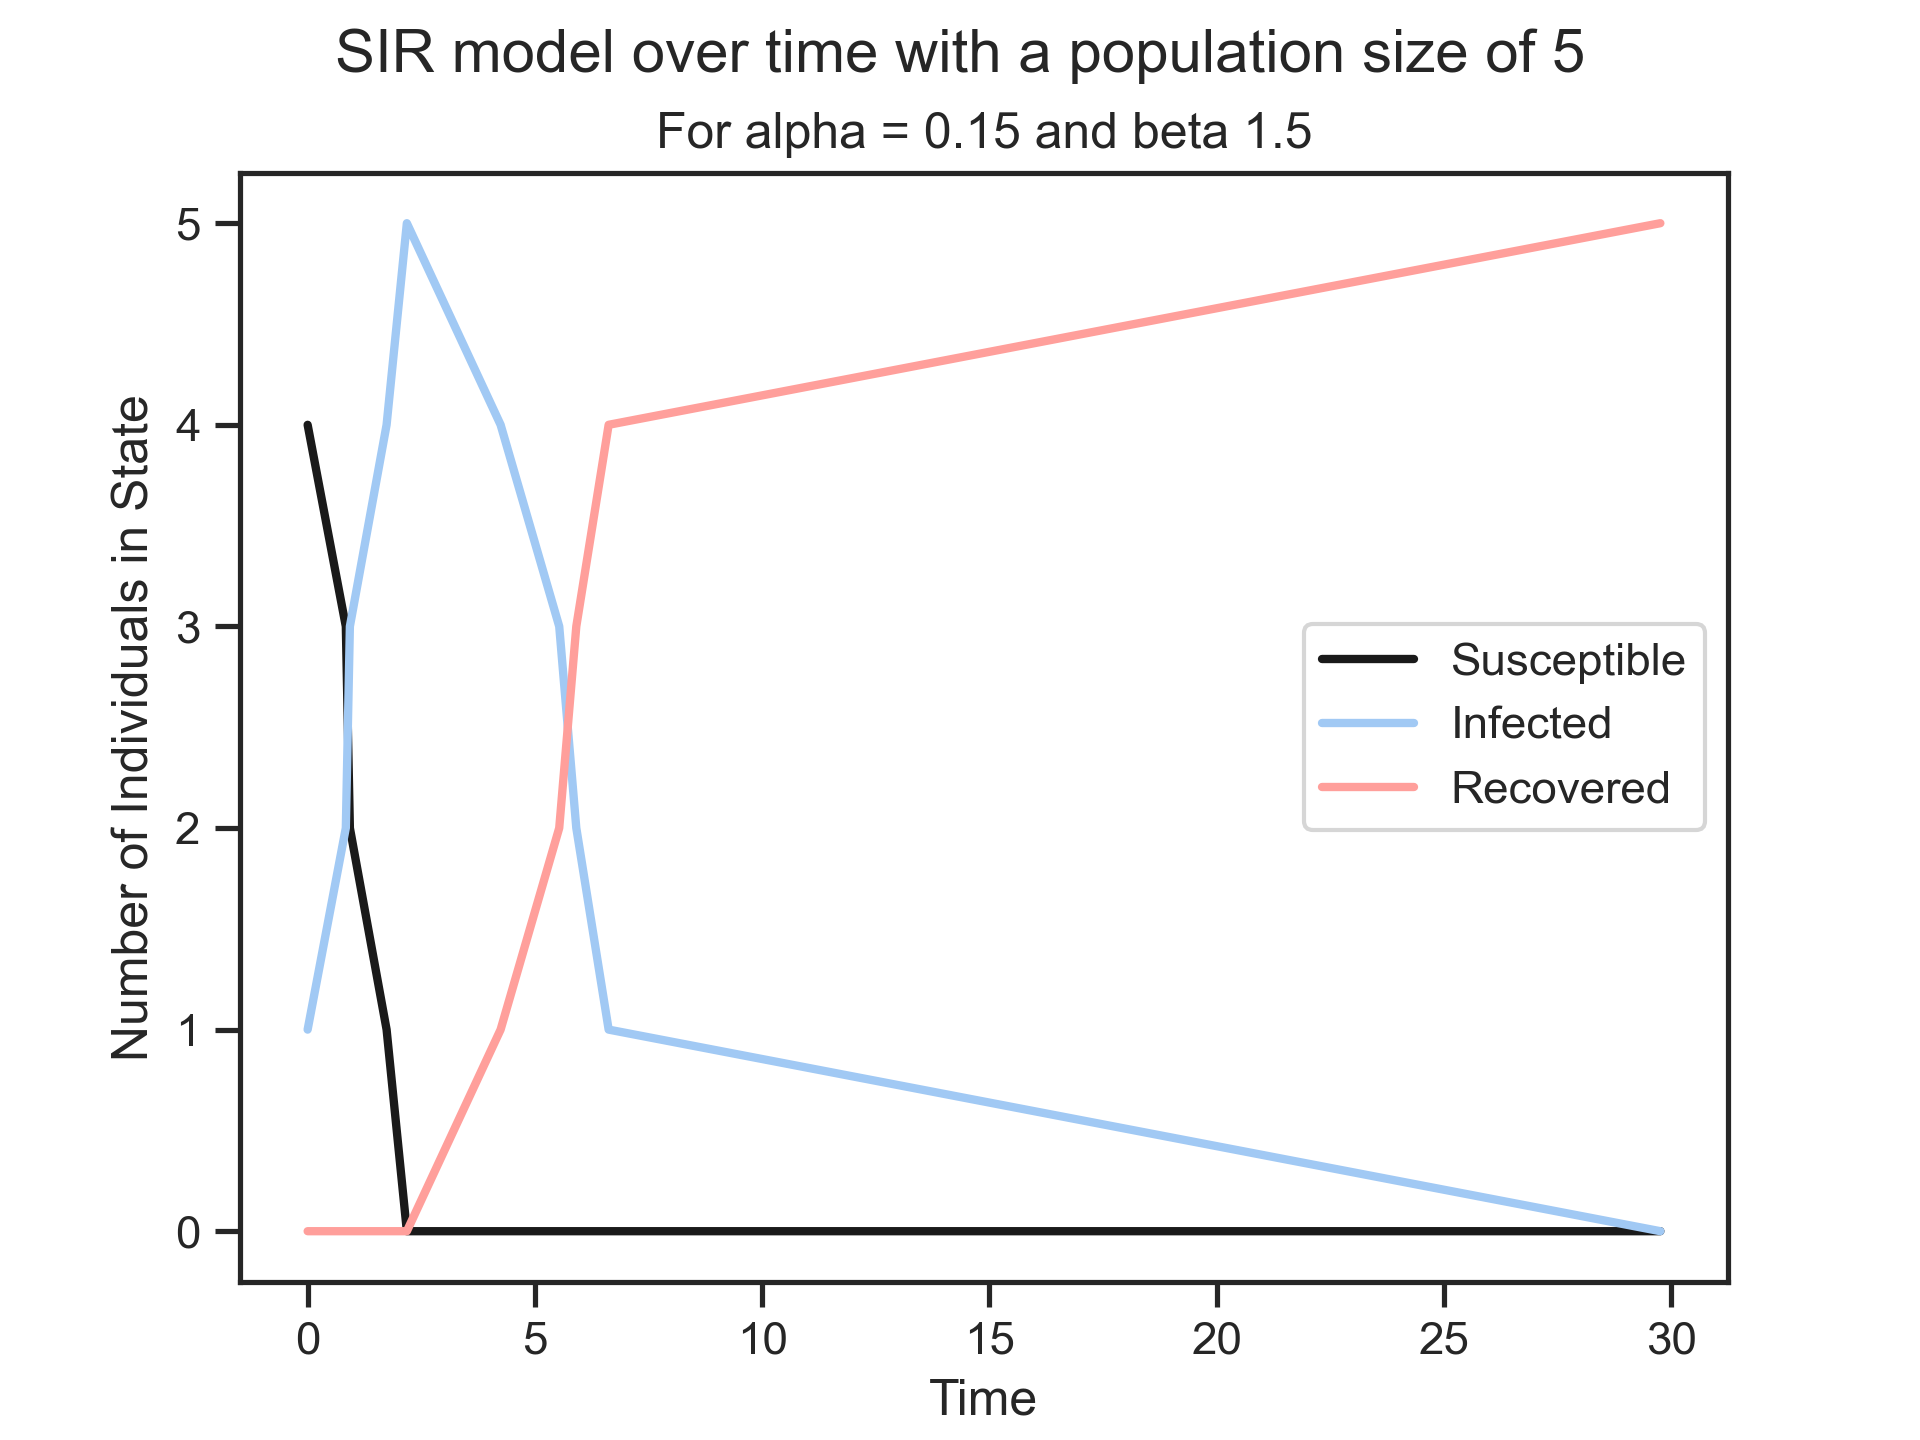 SIR model over time with a population size of 5
For alpha = 0.15 and beta 1.5
Number of Individuals in State
5
4
3
2
1
0
Susceptible
Infected
Recovered
0 5 10 15 20 25 30
Time